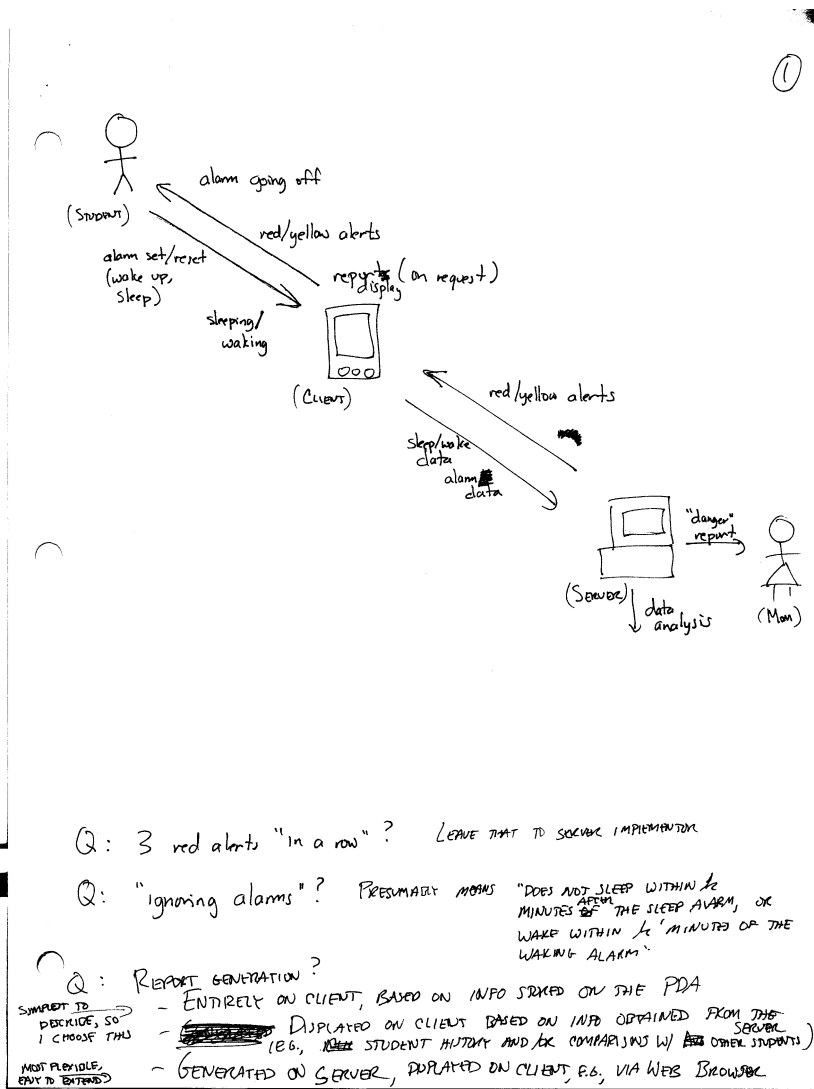 1
alarm going off
(STUDENT)
red/yellow alerts
alarm set/reset
(wake up,
sleep)
report (on request)
display
sleeping/
waking
(CLIENT)
red/yellow alerts
sleep/wake
data
alarm
data
"danger"
report
(SERVER)
data
analysis
(MOM)
Q: 3 red alerts "in a row"? LEAVE THAT TO SERVER IMPLEMENTOR
Q: "ignoring alarms"? PRESUMABLY MEANS "DOES NOT SLEEP WITHIN k
MINUTES AFTER THE SLEEP ALARM, OR
WAKE WITHIN k' MINUTES OF THE
WAKING ALARM"
Q: REPORT GENERATION?
- ENTIRELY ON CLIENT, BASED ON INFO STORED ON THE PDA
SIMPLEST TO
DESCRIBE, SO
I CHOOSE THIS
- DISPLAYED ON CLIENT BASED ON INFO OBTAINED FROM THE
SERVER
(E.G., STUDENT HISTORY AND/OR COMPARISONS W/ OTHER STUDENTS)
MOST FLEXIBLE,
EASY TO EXTEND
- GENERATED ON SERVER, DISPLAYED ON CLIENT, E.G. VIA WEB BROWSER